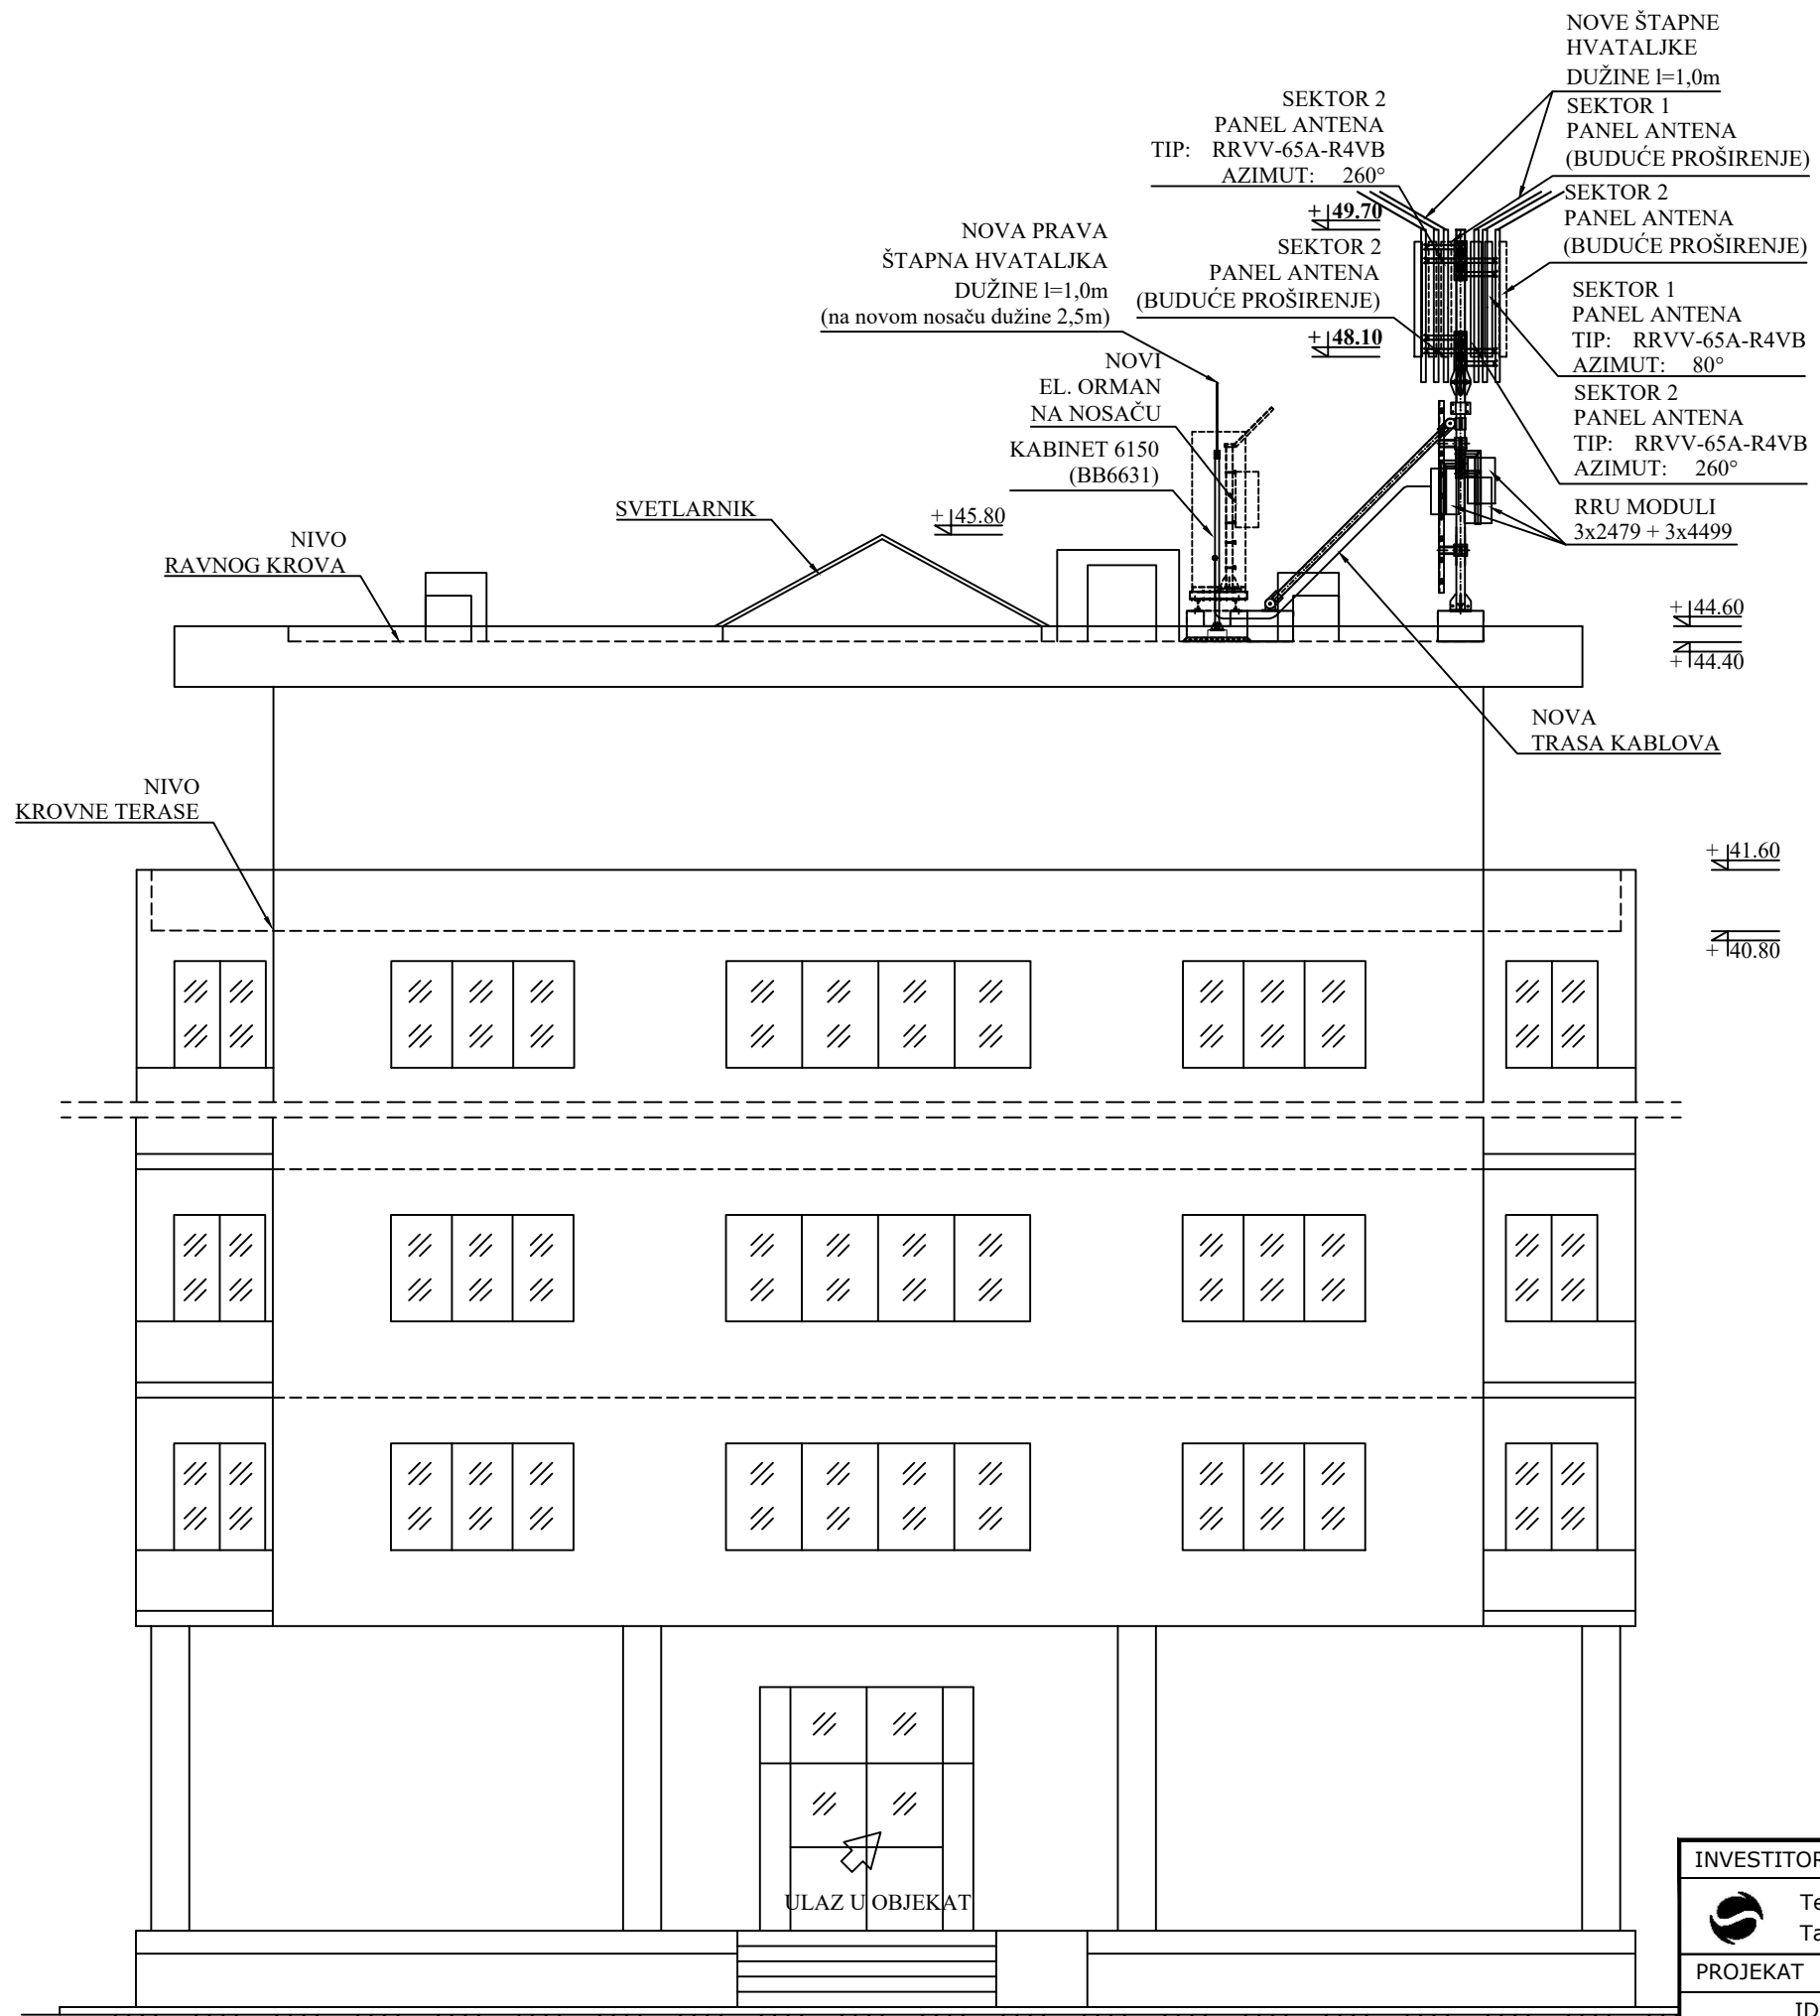 NOVE ŠTAPNE
HVATALJKE
DUŽINE l=1,0m
SEKTOR 1
PANEL ANTENA
(BUDUĆE PROŠIRENJE)
SEKTOR 2
PANEL ANTENA
TIP: RRVV-65A-R4VB
AZIMUT: 260°
SEKTOR 2
PANEL ANTENA
(BUDUĆE PROŠIRENJE)
+ 49.70
NOVA PRAVA
ŠTAPNA HVATALJKA
DUŽINE l=1,0m
(na novom nosaču dužine 2,5m)
SEKTOR 2
PANEL ANTENA
(BUDUĆE PROŠIRENJE)
SEKTOR 1
PANEL ANTENA
TIP: RRVV-65A-R4VB
AZIMUT: 80°
+ 48.10
NOVI
EL. ORMAN
NA NOSAČU
SEKTOR 2
PANEL ANTENA
TIP: RRVV-65A-R4VB
AZIMUT: 260°
KABINET 6150
(BB6631)
RRU MODULI
3x2479 + 3x4499
SVETLARNIK
+ 45.80
NIVO
RAVNOG KROVA
+ 44.60
+ 44.40
NOVA
TRASA KABLOVA
NIVO
KROVNE TERASE
+ 41.60
+ 40.80
ULAZ U OBJEKAT
INVESTITOR
Te
Ta
PROJEKAT
ID